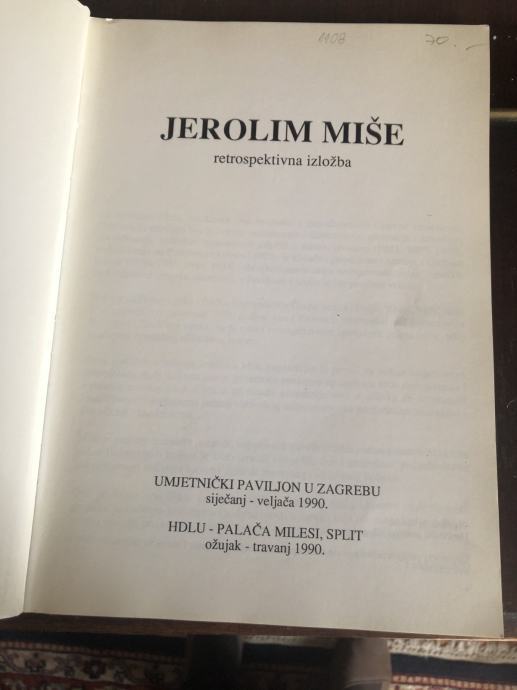 1108 70.-
JEROLIM MIŠE
retrospektivna izložba
UMJETNIČKI PAVILJON U ZAGREBU
siječanj - veljača 1990.
HDLU - PALAČA MILESI, SPLIT
ožujak - travanj 1990.